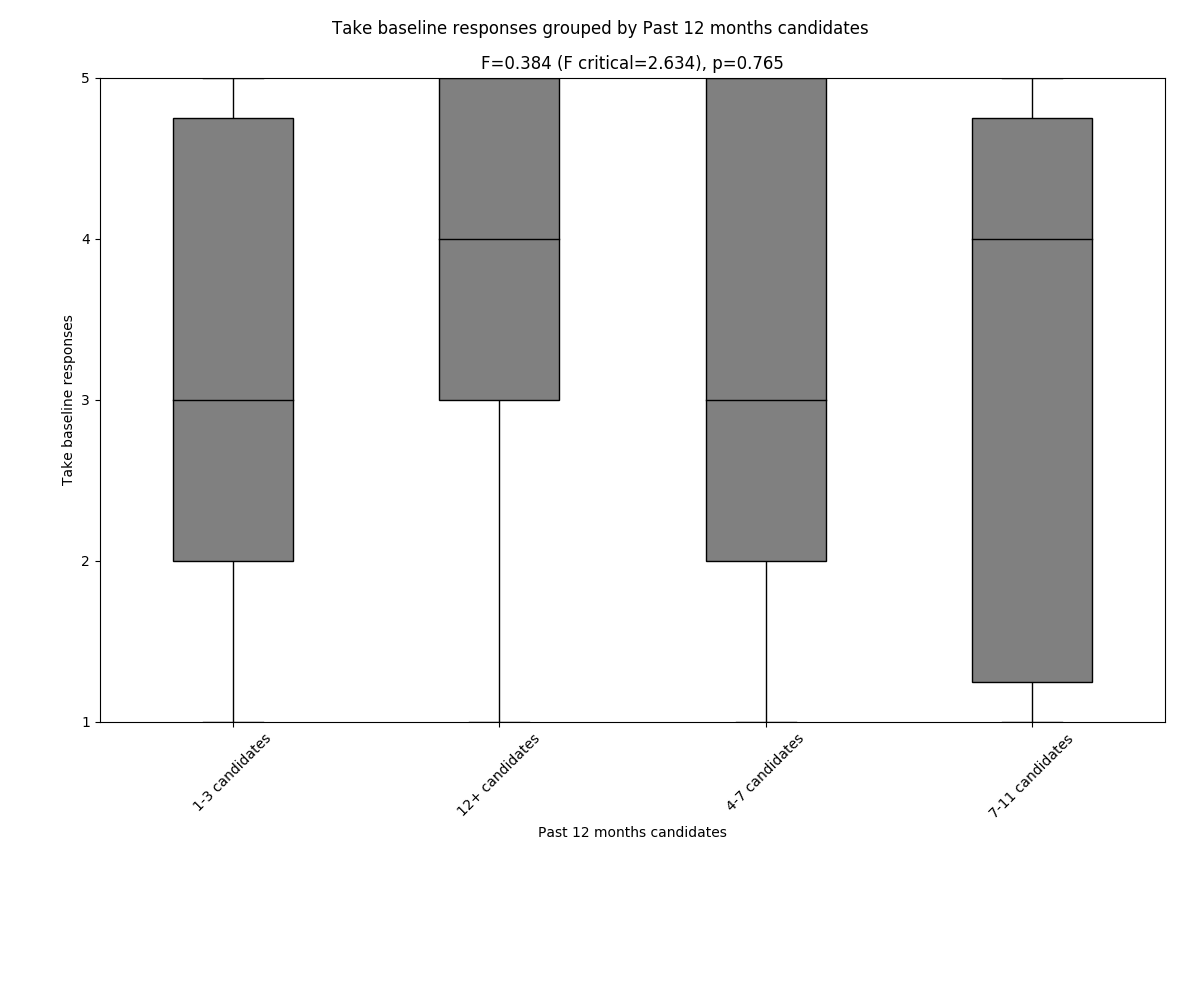 Take baseline responses grouped by Past 12 months candidates
F=0.384 (F critical=2.634), p=0.765
5
4
3
2
1
Take baseline responses
1-3 candidates
12+ candidates
4-7 candidates
7-11 candidates
Past 12 months candidates